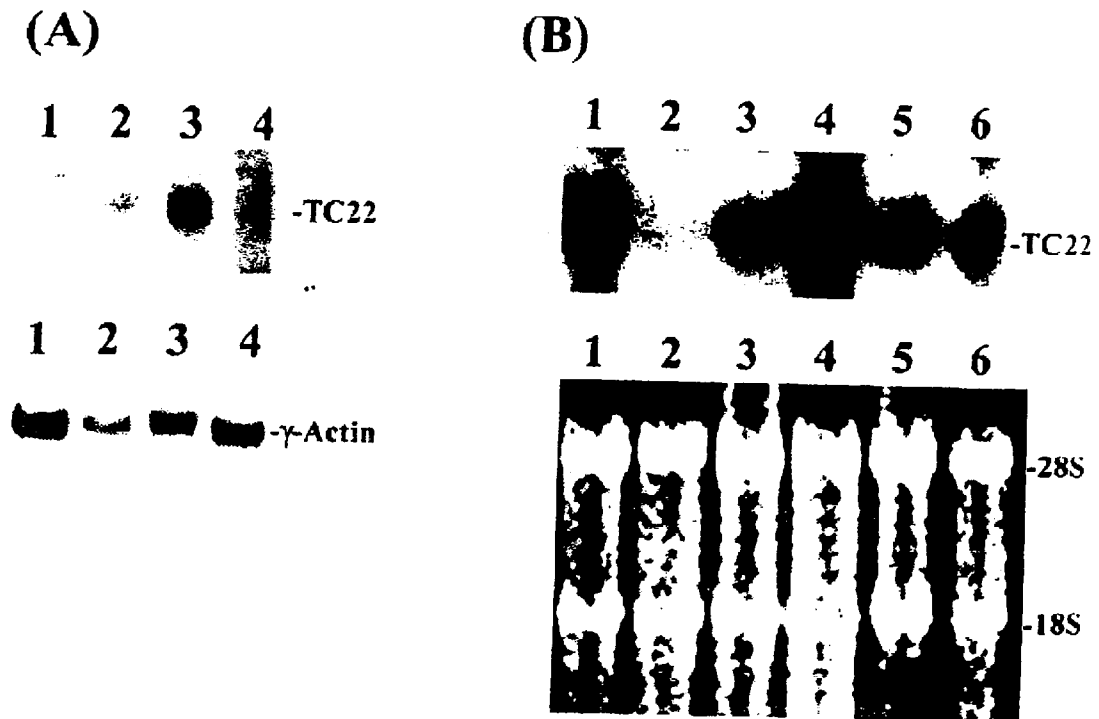 (A)
1 2 3 4
-TC22
1 2 3 4
-γ-Actin
(B)
1 2 3 4 5 6
-TC22
1 2 3 4 5 6
-28S
-18S